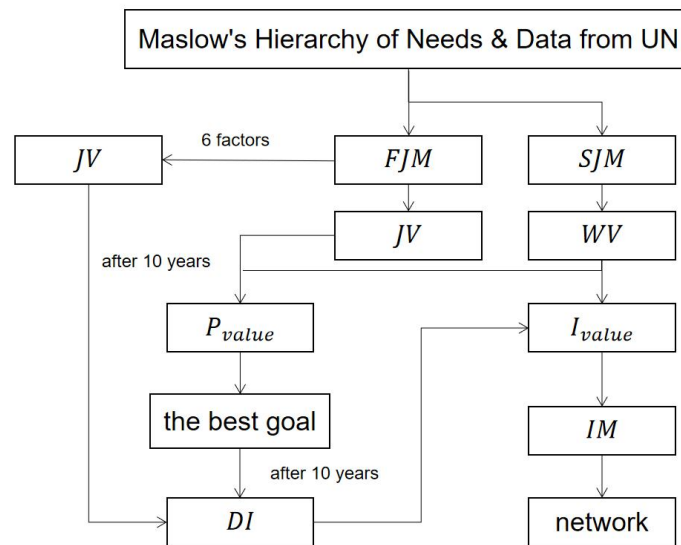 Maslow's Hierarchy of Needs & Data from UN
6 factors
JV
FJM
SJM
JV
WV
after 10 years
P_value
I_value
the best goal
IM
after 10 years
DI
network